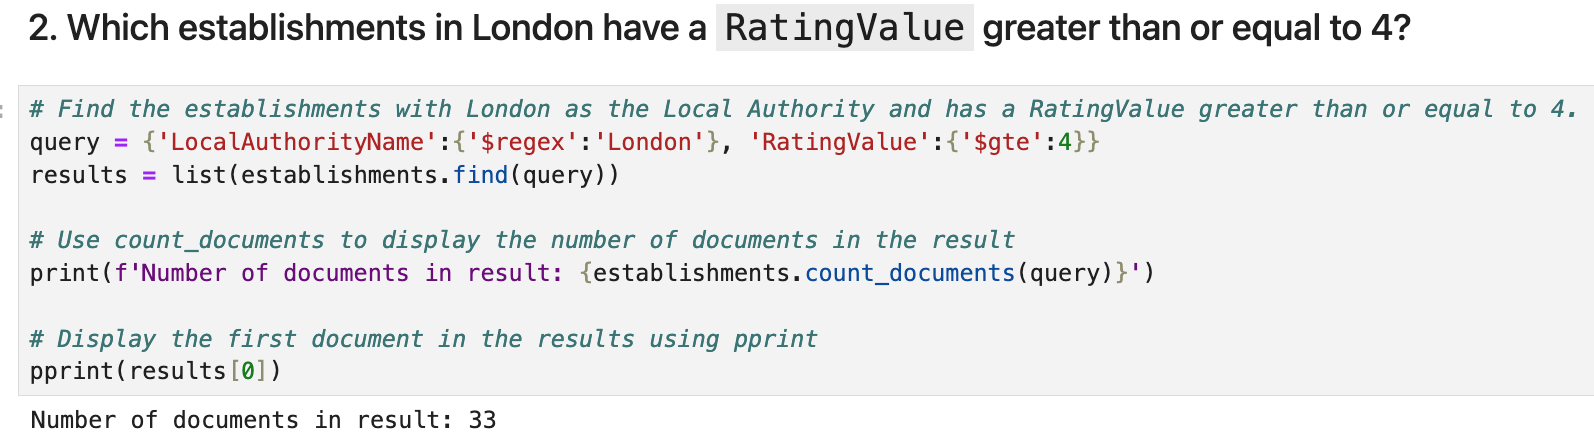 2. Which establishments in London have a RatingValue greater than or equal to 4?
# Find the establishments with London as the Local Authority and has a RatingValue greater than or equal to 4.
query = {'LocalAuthorityName':{'$regex':'London'}, 'RatingValue':{'$gte':4}}
results = list(establishments.find(query))
# Use count_documents to display the number of documents in the result
print(f'Number of documents in result: {establishments.count_documents(query)}')
# Display the first document in the results using pprint
pprint(results[0])
Number of documents in result: 33